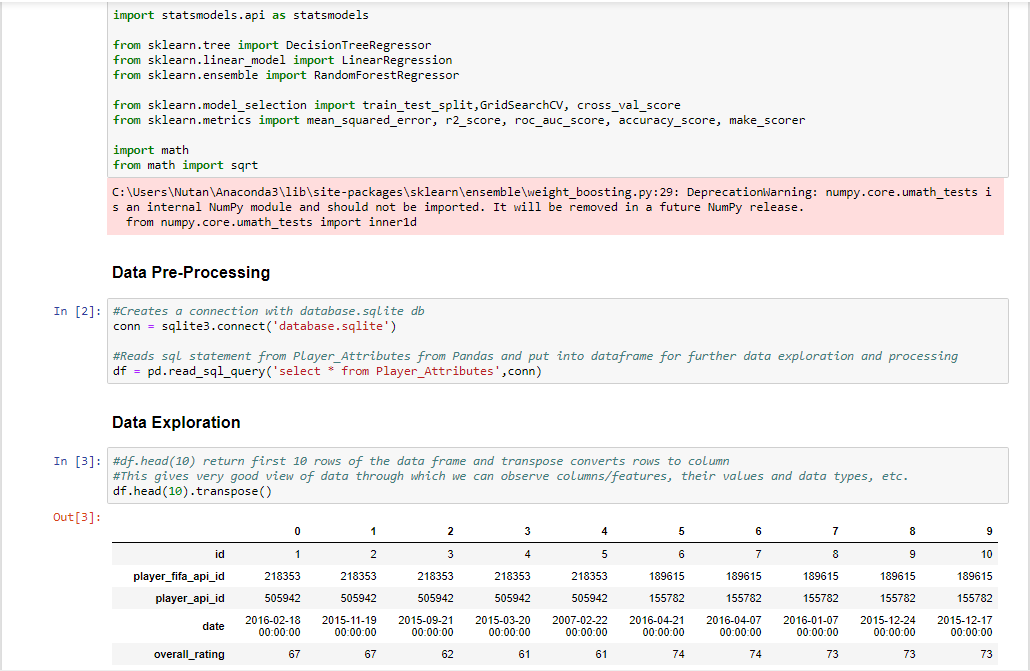 import statsmodels.api as statsmodels
from sklearn.tree import DecisionTreeRegressor
from sklearn.linear_model import LinearRegression
from sklearn.ensemble import RandomForestRegressor
from sklearn.model_selection import train_test_split,GridSearchCV, cross_val_score
from sklearn.metrics import mean_squared_error, r2_score, roc_auc_score, accuracy_score, make_scorer
import math
from math import sqrt
C:\Users\Nutan\Anaconda3\lib\site-packages\sklearn\ensemble\weight_boosting.py:29: DeprecationWarning: numpy.core.umath_tests i
s an internal NumPy module and should not be imported. It will be removed in a future NumPy release.
from numpy.core.umath_tests import inner1d
Data Pre-Processing
In [2]: #Creates a connection with database.sqlite db
conn = sqlite3.connect('database.sqlite')
#Reads sql statement from Player_Attributes from Pandas and put into dataframe for further data exploration and processing
df = pd.read_sql_query('select * from Player_Attributes',conn)
Data Exploration
In [3]: #df.head(10) return first 10 rows of the data frame and transpose converts rows to column
#This gives very good view of data through which we can observe columns/features, their values and data types, etc.
df.head(10).transpose()
Out[3]:
0 1 2 3 4 5 6 7 8 9
id 1 2 3 4 5 6 7 8 9 10
player_fifa_api_id 218353 218353 218353 218353 218353 189615 189615 189615 189615 189615
player_api_id 505942 505942 505942 505942 505942 155782 155782 155782 155782 155782
date 2016-02-18 2015-11-19 2015-09-21 2015-03-20 2007-02-22 2016-04-21 2016-04-07 2016-01-07 2015-12-24 2015-12-17
00:00:00 00:00:00 00:00:00 00:00:00 00:00:00 00:00:00 00:00:00 00:00:00 00:00:00 00:00:00
overall_rating 67 67 62 61 61 74 74 73 73 73